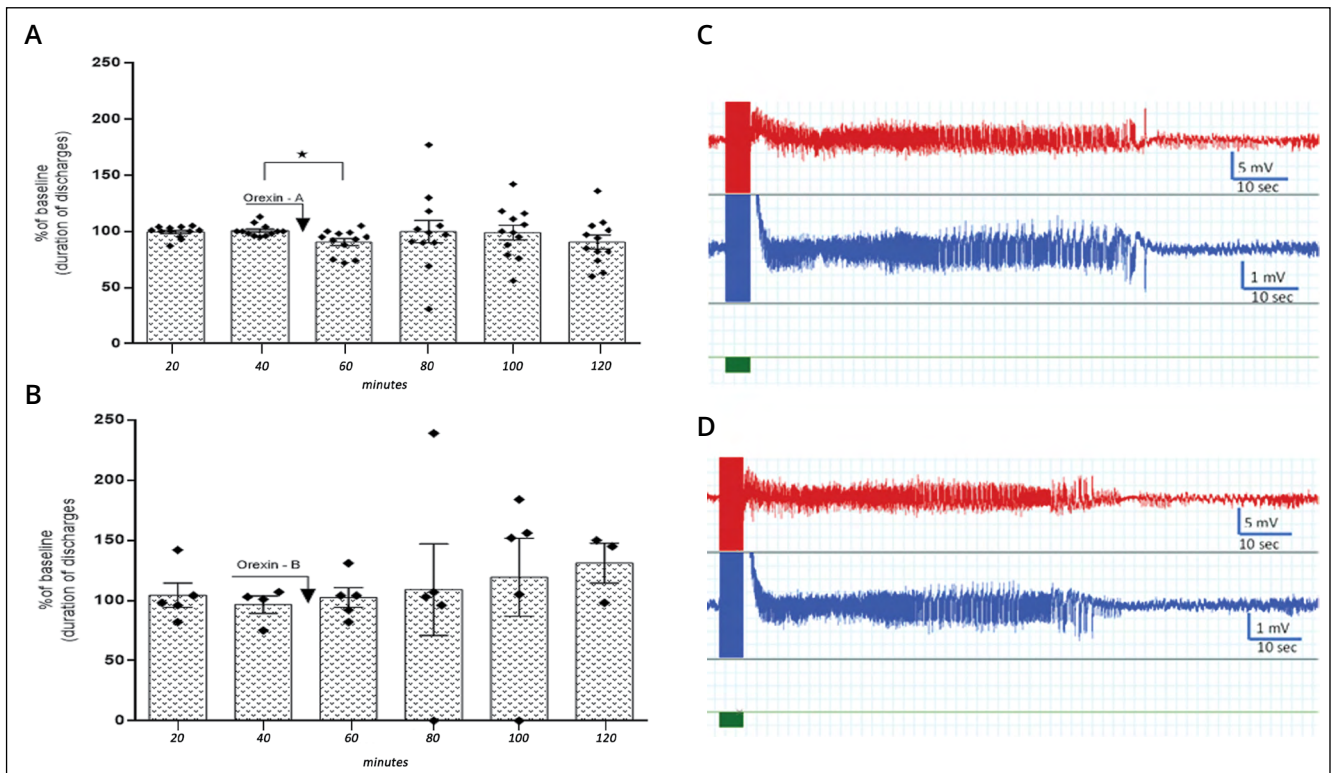 A
250
200
150
100
50
0
%of baseline
(duration of discharges)
★
Orexin - A
20 40 60 80 100 120
minutes
B
250
200
150
100
50
0
%of baseline
(duration of discharges)
Orexin - B
20 40 60 80 100 120
minutes
C
5 mV
10 sec
1 mV
10 sec
D
5 mV
10 sec
1 mV
10 sec